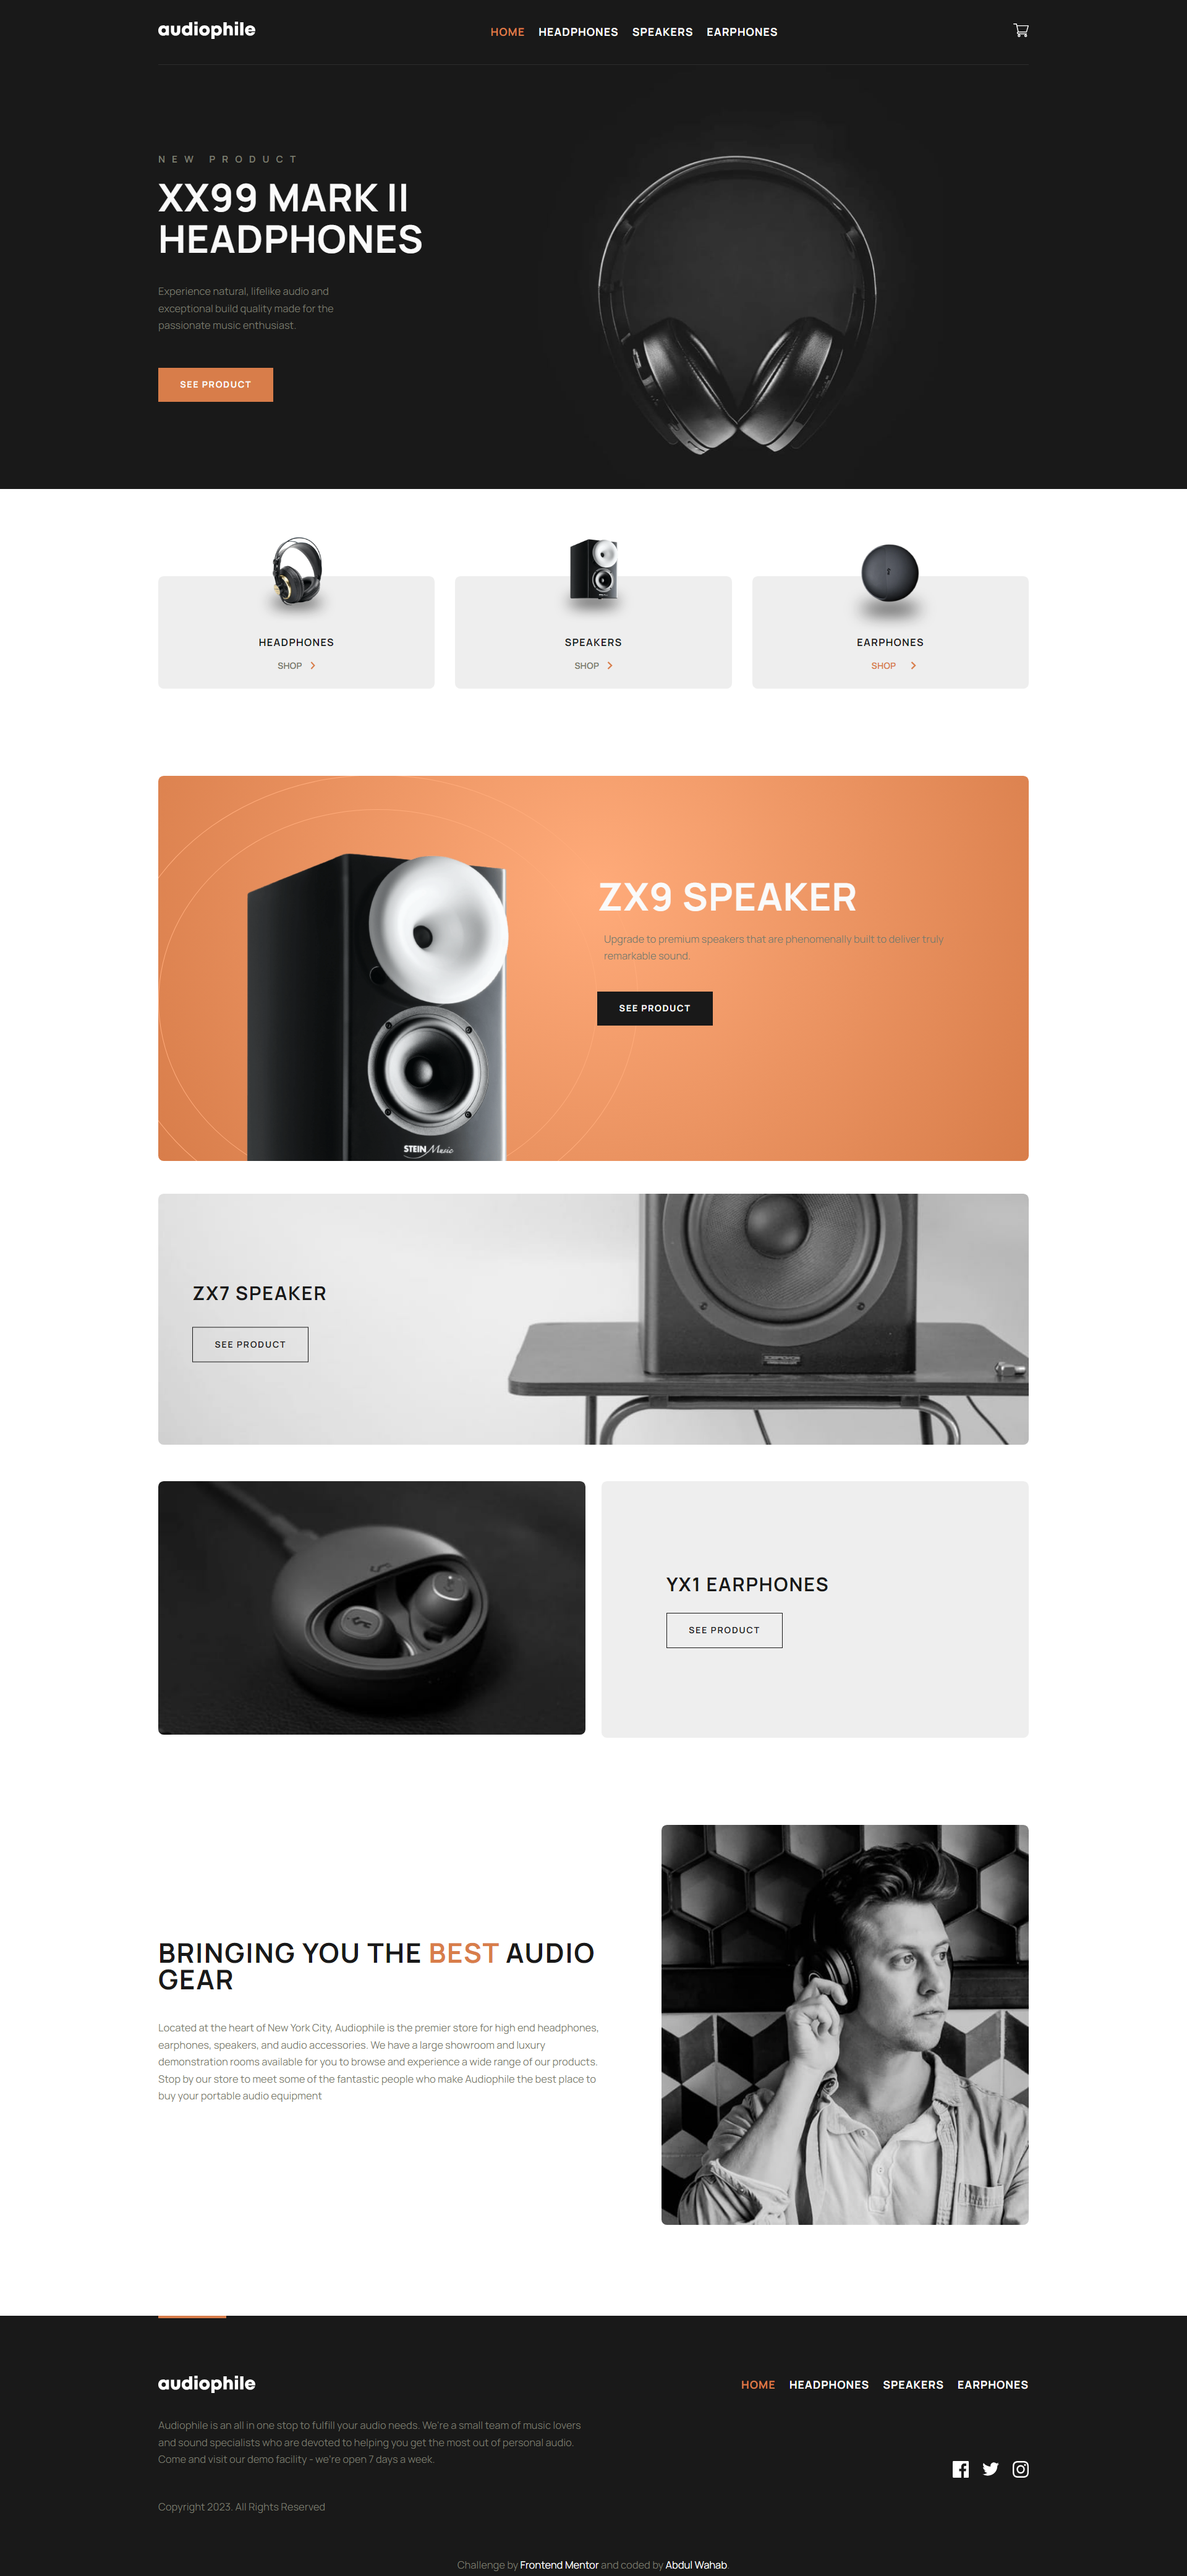 audiophile
HOME HEADPHONES SPEAKERS EARPHONES
NEW PRODUCT
XX99 MARK II
HEADPHONES
Experience natural, lifelike audio and
exceptional build quality made for the
passionate music enthusiast.
SEE PRODUCT
HEADPHONES
SHOP
SPEAKERS
SHOP
EARPHONES
SHOP
ZX9 SPEAKER
Upgrade to premium speakers that are phenomenally built to deliver truly
remarkable sound.
SEE PRODUCT
STEIN Music
ZX7 SPEAKER
SEE PRODUCT
YX1 EARPHONES
SEE PRODUCT
BRINGING YOU THE BEST AUDIO
GEAR
Located at the heart of New York City, Audiophile is the premier store for high end headphones,
earphones, speakers, and audio accessories. We have a large showroom and luxury
demonstration rooms available for you to browse and experience a wide range of our products.
Stop by our store to meet some of the fantastic people who make Audiophile the best place to
buy your portable audio equipment
audiophile
HOME HEADPHONES SPEAKERS EARPHONES
Audiophile is an all in one stop to fulfill your audio needs. We're a small team of music lovers
and sound specialists who are devoted to helping you get the most out of personal audio.
Come and visit our demo facility - we're open 7 days a week.
Copyright 2023. All Rights Reserved
Challenge by Frontend Mentor and coded by Abdul Wahab.